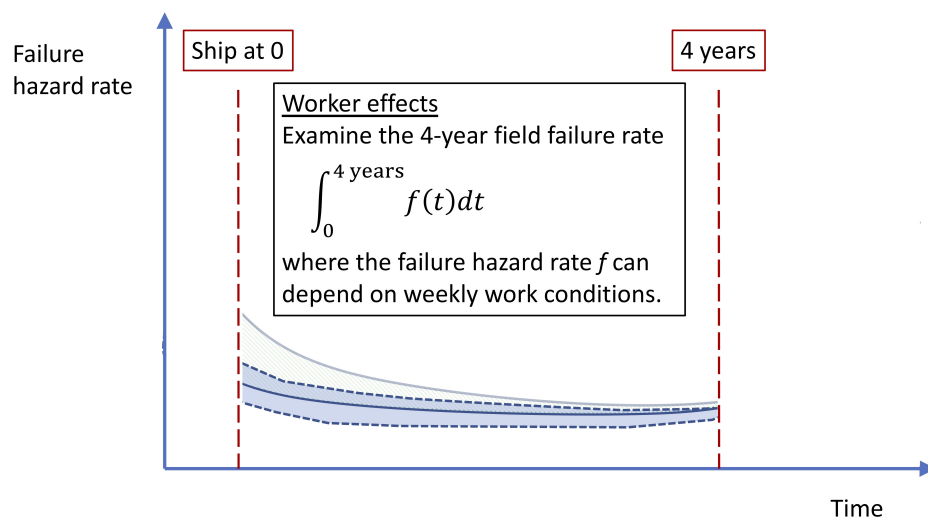 Failure
hazard rate
Ship at 0
4 years
Worker effects
Examine the 4-year field failure rate
∫₀^{4 years} f(t)dt
where the failure hazard rate f can
depend on weekly work conditions.
Time